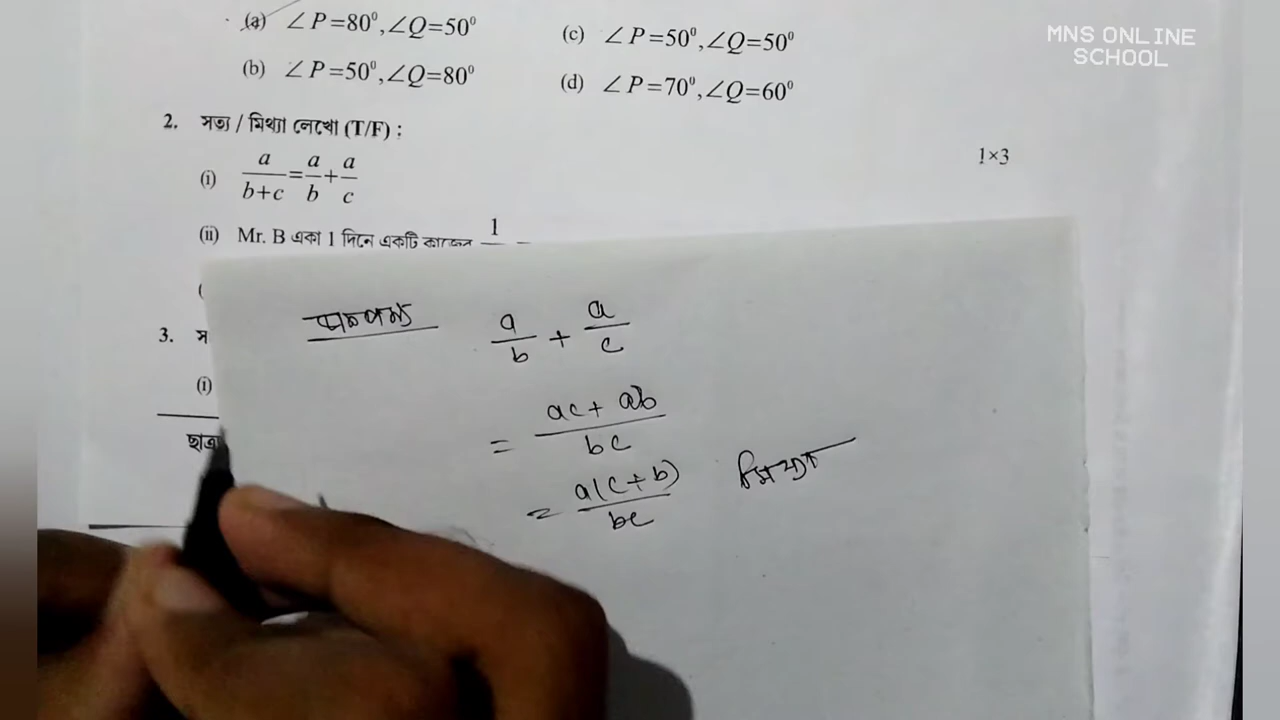 (a) ∠P=80⁰,∠Q=50⁰
(c) ∠P=50⁰,∠Q=50⁰
MNS ONLINE
SCHOOL
(b) ∠P=50⁰,∠Q=80⁰
(d) ∠P=70⁰,∠Q=60⁰
2. সত্য / মিথ্যা লেখো (T/F) :
1×3
(i) a/(b+c) = a/b + a/c
(ii) Mr. B একা 1 দিনে একটি কাজের 1
ডানপক্ষ a/b + a/c
3. স
= (ac + ab)/bc
(i)
ছাত্র
= a(c+b)/bc মিথ্যা